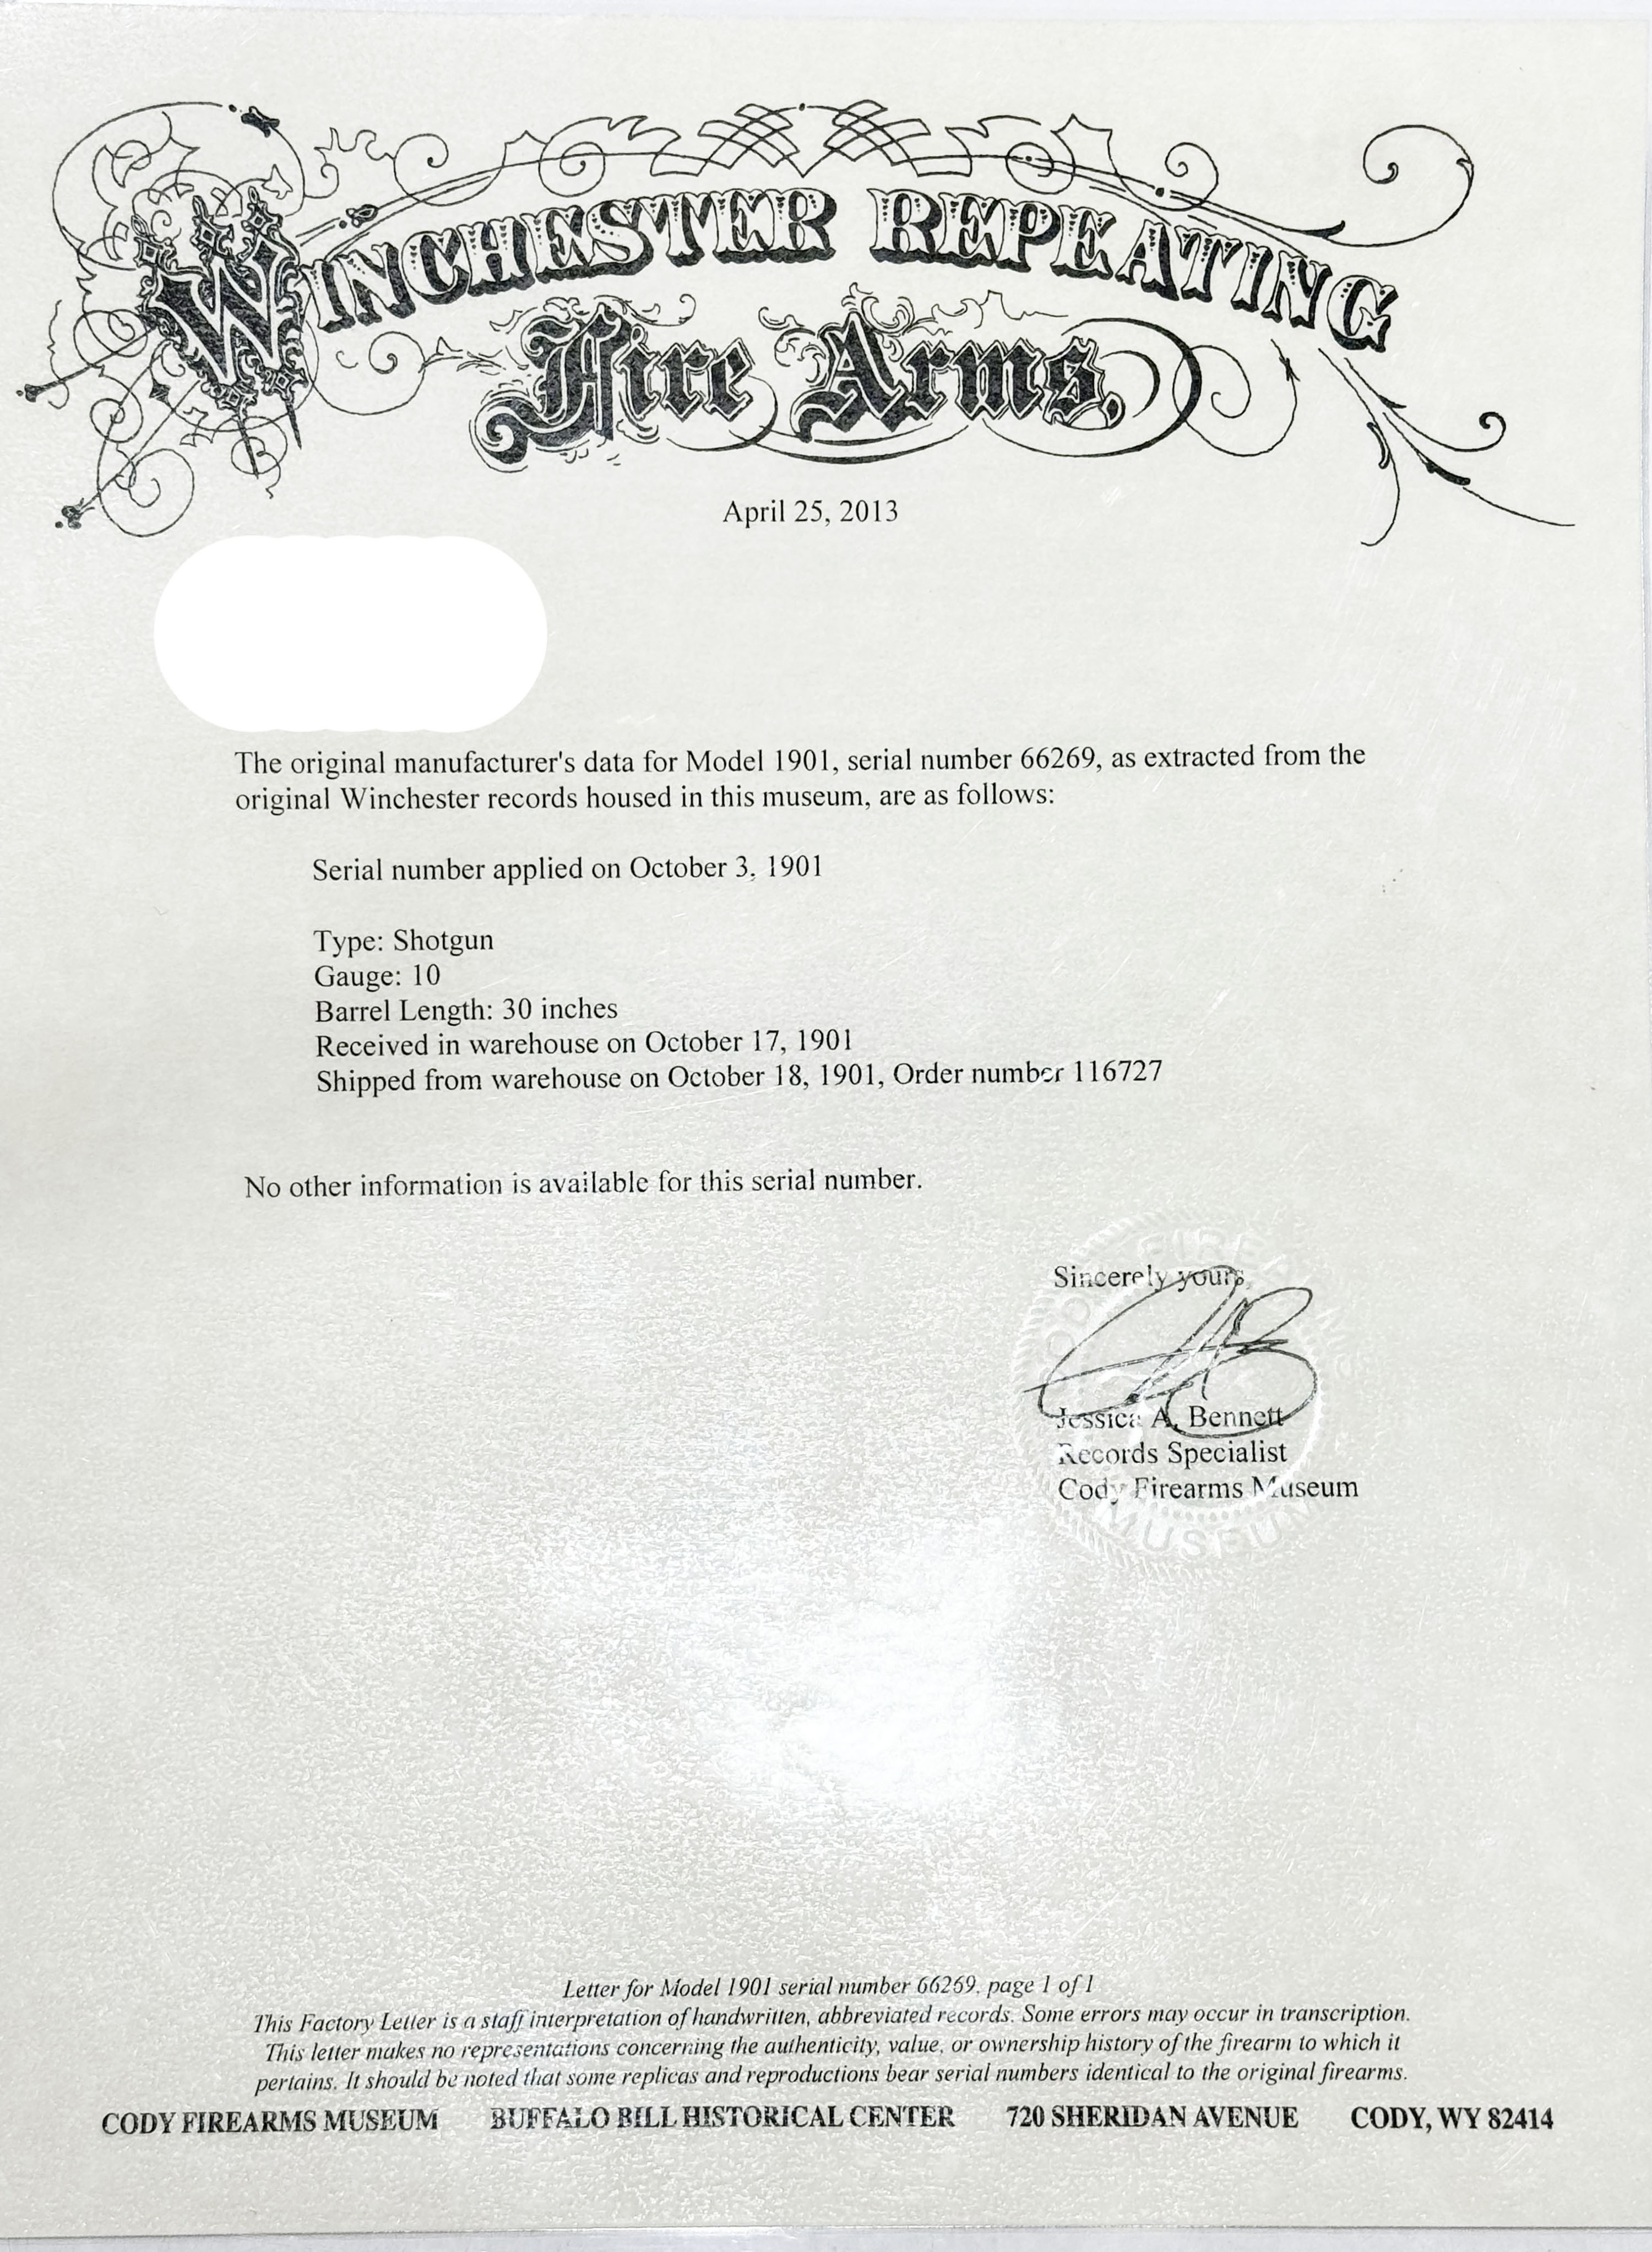 WINCHESTER REPEATING
Fire Arms,
April 25, 2013
The original manufacturer's data for Model 1901, serial number 66269, as extracted from the
original Winchester records housed in this museum, are as follows:
Serial number applied on October 3, 1901
Type: Shotgun
Gauge: 10
Barrel Length: 30 inches
Received in warehouse on October 17, 1901
Shipped from warehouse on October 18, 1901, Order number 116727
No other information is available for this serial number.
Sincerely yours,
Jessica A. Bennett
Records Specialist
Cody Firearms Museum
MUSEUM
Letter for Model 1901 serial number 66269, page 1 of 1
This Factory Letter is a staff interpretation of handwritten, abbreviated records. Some errors may occur in transcription.
This letter makes no representations concerning the authenticity, value, or ownership history of the firearm to which it
pertains. It should be noted that some replicas and reproductions bear serial numbers identical to the original firearms.
CODY FIREARMS MUSEUM BUFFALO BILL HISTORICAL CENTER 720 SHERIDAN AVENUE CODY, WY 82414